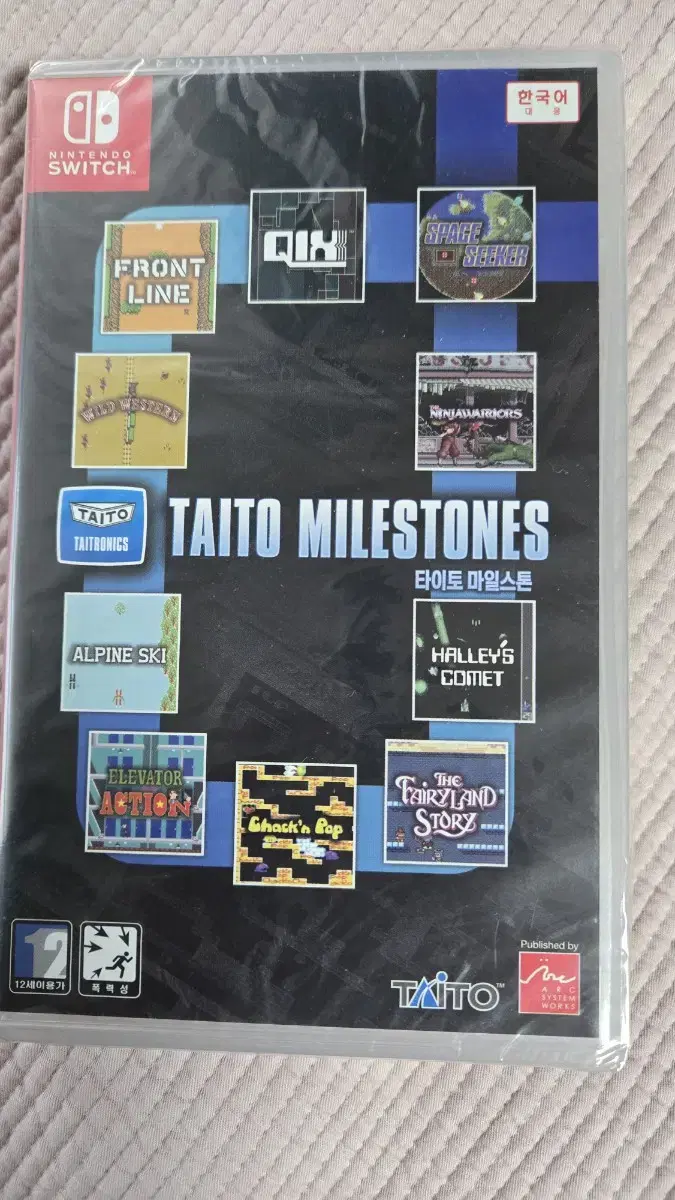 NINTENDO
SWITCH™
한국어
대응
FRONT
LINE
QIX
SPACE
SEEKER
WILD WESTERN
THE
NINJAWARRIORS
TAITO
TAITRONICS
TAITO MILESTONES
타이토 마일스톤
ALPINE SKI
HALLEY'S
COMET
ELEVATOR
ACTION
Chack'n Pop
THE
FAIRYLAND
STORY
12
12세이용가
폭력성
TAITO™
Published by
ARC
SYSTEM
WORKS